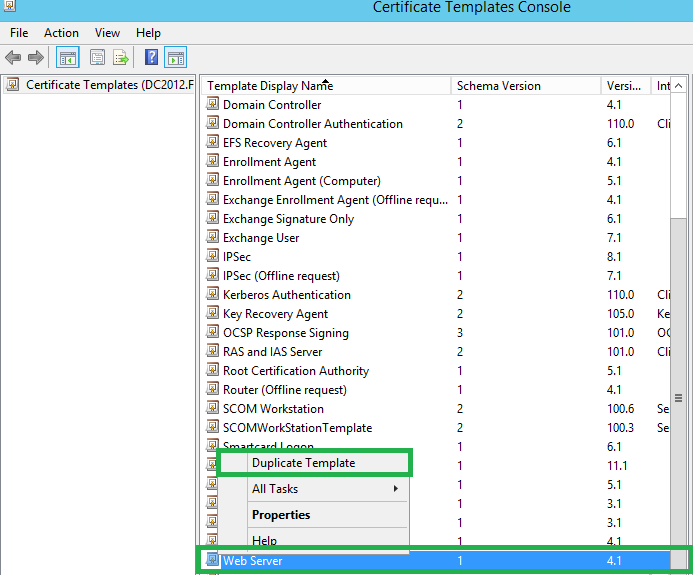 Certificate Templates Console
File Action View Help
Certificate Templates (DC2012.F
Template Display Name Schema Version Versi... Int
Domain Controller 1 4.1
Domain Controller Authentication 2 110.0 Cli
EFS Recovery Agent 1 6.1
Enrollment Agent 1 4.1
Enrollment Agent (Computer) 1 5.1
Exchange Enrollment Agent (Offline requ... 1 4.1
Exchange Signature Only 1 6.1
Exchange User 1 7.1
IPSec 1 8.1
IPSec (Offline request) 1 7.1
Kerberos Authentication 2 110.0 Cli
Key Recovery Agent 2 105.0 Ke
OCSP Response Signing 3 101.0 OC
RAS and IAS Server 2 101.0 Cli
Root Certification Authority 1 5.1
Router (Offline request) 1 4.1
SCOM Workstation 2 100.6 Se
SCOMWorkStationTemplate 2 100.3 Se
Smartcard Logon 1 6.1
Duplicate Template 1 11.1
All Tasks 1 5.1
1 3.1
Properties 1 3.1
Help 1 4.1
Web Server 1 4.1